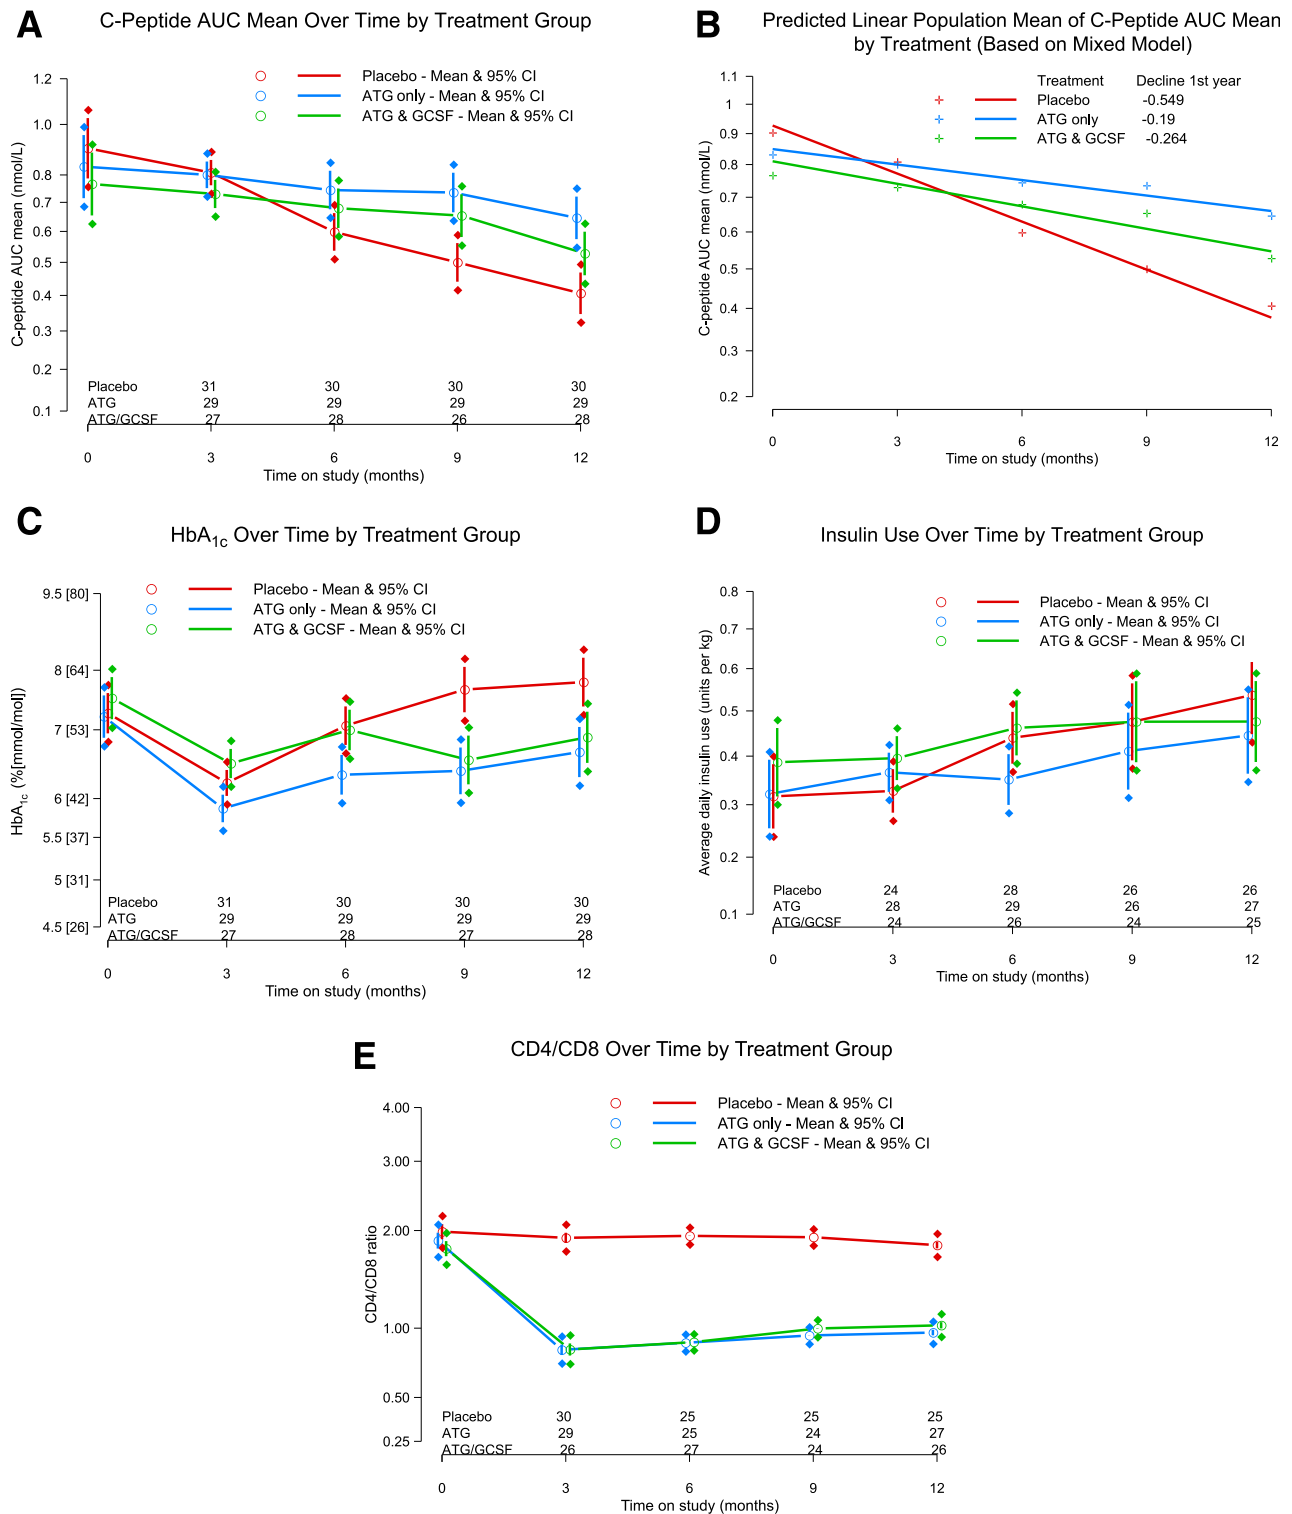 A
C-Peptide AUC Mean Over Time by Treatment Group
Placebo - Mean & 95% CI
ATG only - Mean & 95% CI
ATG & GCSF - Mean & 95% CI
C-peptide AUC mean (nmol/L)
1.2
1.0
0.8
0.7
0.6
0.5
0.4
0.3
0.2
0.1
Placebo 31 30 30 30
ATG 29 29 29 29
ATG/GCSF 27 28 26 28
0 3 6 9 12
Time on study (months)
B
Predicted Linear Population Mean of C-Peptide AUC Mean
by Treatment (Based on Mixed Model)
Treatment Decline 1st year
Placebo -0.549
ATG only -0.19
ATG & GCSF -0.264
C-peptide AUC mean (nmol/L)
1.1
1
0.9
0.8
0.7
0.6
0.5
0.4
0.3
0.2
0 3 6 9 12
Time on study (months)
C
HbA1c Over Time by Treatment Group
Placebo - Mean & 95% CI
ATG only - Mean & 95% CI
ATG & GCSF - Mean & 95% CI
HbA1c (%[mmol/mol])
9.5 [80]
8 [64]
7 [53]
6 [42]
5.5 [37]
5 [31]
4.5 [26]
Placebo 31 30 30 30
ATG 29 29 29 29
ATG/GCSF 27 28 27 28
0 3 6 9 12
Time on study (months)
D
Insulin Use Over Time by Treatment Group
Placebo - Mean & 95% CI
ATG only - Mean & 95% CI
ATG & GCSF - Mean & 95% CI
Average daily insulin use (units per kg)
0.8
0.7
0.6
0.5
0.4
0.3
0.2
0.1
Placebo 24 28 26 26
ATG 28 29 26 27
ATG/GCSF 24 26 24 25
0 3 6 9 12
Time on study (months)
E
CD4/CD8 Over Time by Treatment Group
Placebo - Mean & 95% CI
ATG only - Mean & 95% CI
ATG & GCSF - Mean & 95% CI
CD4/CD8 ratio
4.00
3.00
2.00
1.00
0.50
0.25
Placebo 30 25 25 25
ATG 29 25 24 27
ATG/GCSF 26 27 24 26
0 3 6 9 12
Time on study (months)